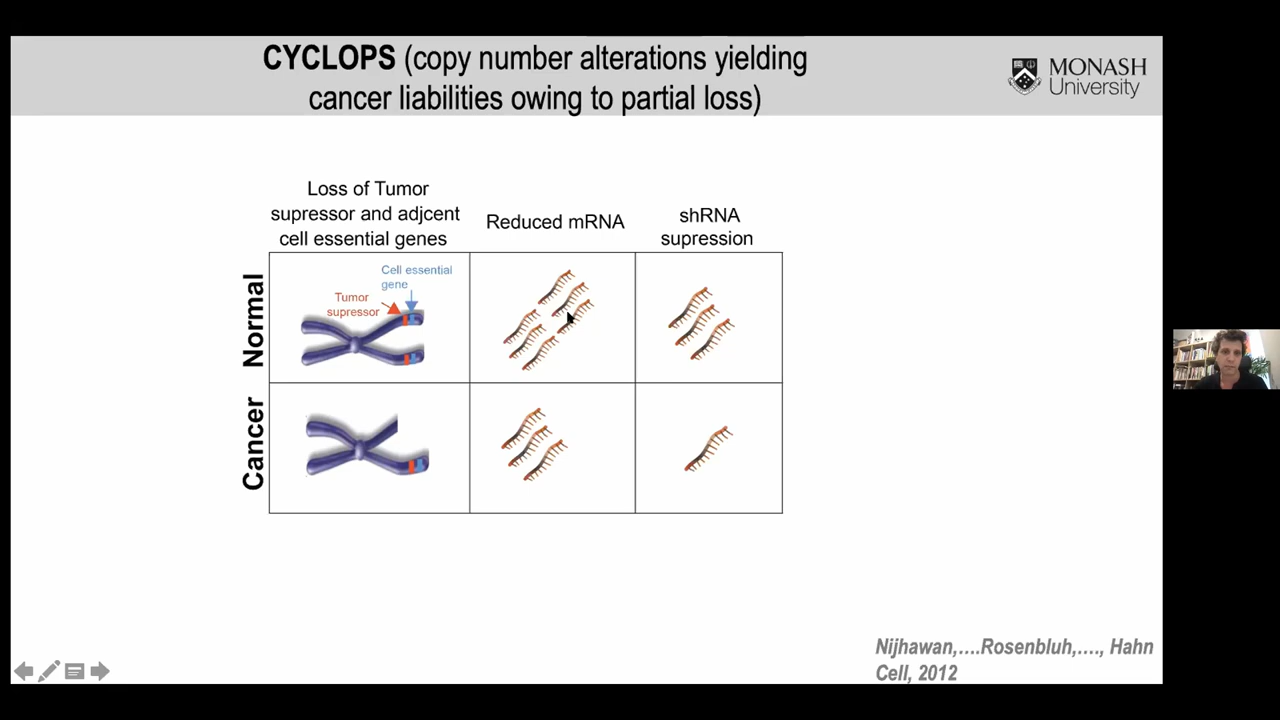 CYCLOPS (copy number alterations yielding
cancer liabilities owing to partial loss)
MONASH
University
Loss of Tumor
supressor and adjcent
cell essential genes
Reduced mRNA
shRNA
supression
Normal
Cell essential
gene
Tumor
supressor
Cancer
Nijhawan,....Rosenbluh,...., Hahn
Cell, 2012